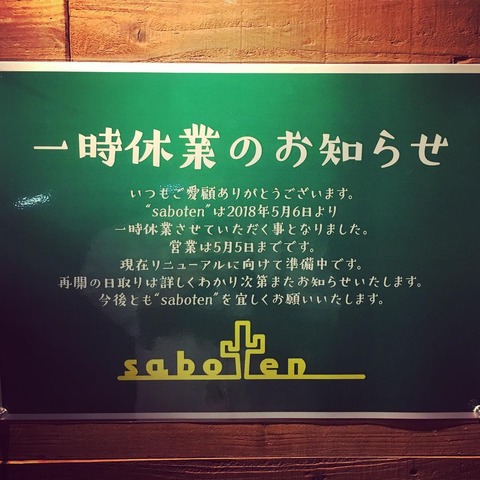 一時休業のお知らせ
いつもご愛顧ありがとうございます。
“saboten”は2018年5月6日より
一時休業させていただく事となりました。
営業は5月5日までです。
現在リニューアルに向けて準備中です。
再開の日取りは詳しくわかり次第またお知らせいたします。
今後とも“saboten”を宜しくお願いいたします。
saboten